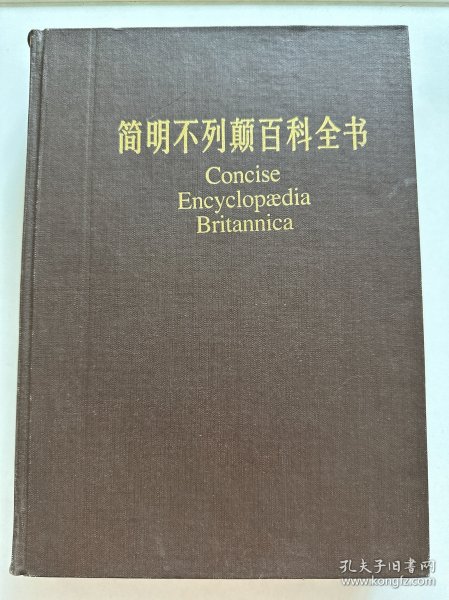 简明不列颠百科全书
Concise
Encyclopædia
Britannica
孔夫子旧书网
www.kongfz.com